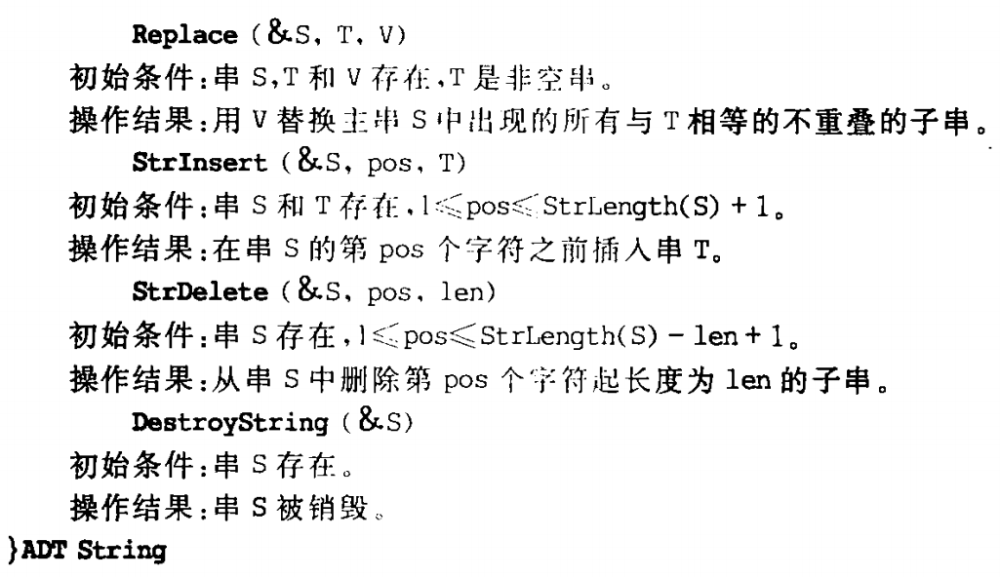 Replace (&S, T, V)
初始条件:串 S,T 和 V 存在,T 是非空串。
操作结果:用 V 替换主串 S 中出现的所有与 T 相等的不重叠的子串。
StrInsert (&S, pos, T)
初始条件:串 S 和 T 存在,1≤pos≤StrLength(S) + 1。
操作结果:在串 S 的第 pos 个字符之前插入串 T。
StrDelete (&S, pos, len)
初始条件:串 S 存在,1≤pos≤StrLength(S) - len + 1。
操作结果:从串 S 中删除第 pos 个字符起长度为 len 的子串。
DestroyString (&S)
初始条件:串 S 存在。
操作结果:串 S 被销毁。
}ADT String